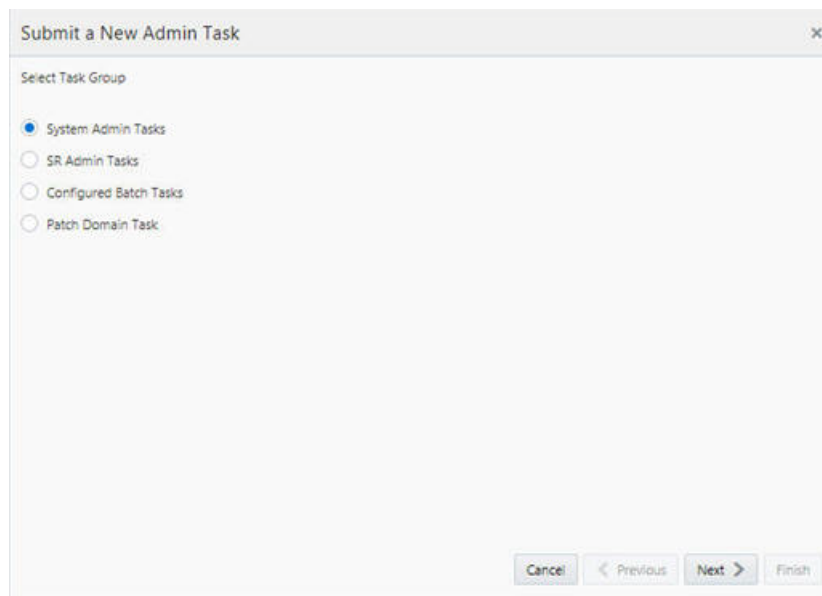 Submit a New Admin Task
Select Task Group
System Admin Tasks
SR Admin Tasks
Configured Batch Tasks
Patch Domain Task
Cancel Previous Next Finish